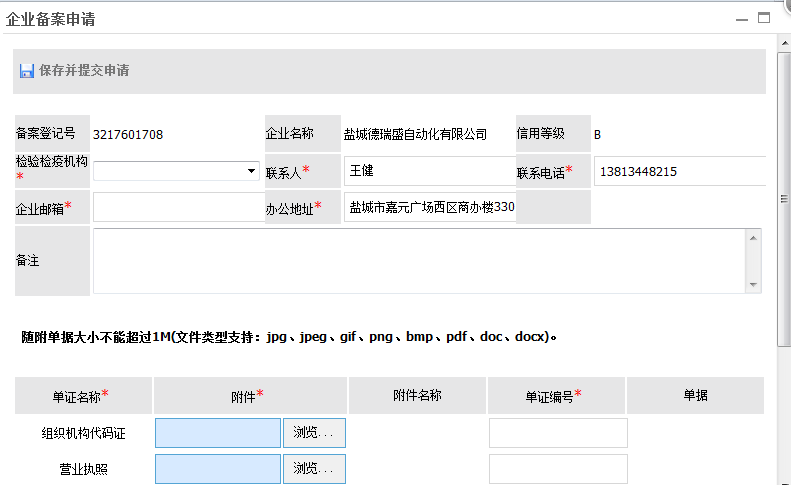 企业备案申请
保存并提交申请
备案登记号 3217601708 企业名称 盐城德瑞盛自动化有限公司 信用等级 B
检验检疫机构* 联系人* 王健 联系电话* 13813448215
企业邮箱* 办公地址* 盐城市嘉元广场西区商办楼330
备注
随附单据大小不能超过1M(文件类型支持：jpg、jpeg、gif、png、bmp、pdf、doc、docx)。
单证名称* 附件* 附件名称 单证编号* 单据
组织机构代码证 浏览...
营业执照 浏览...